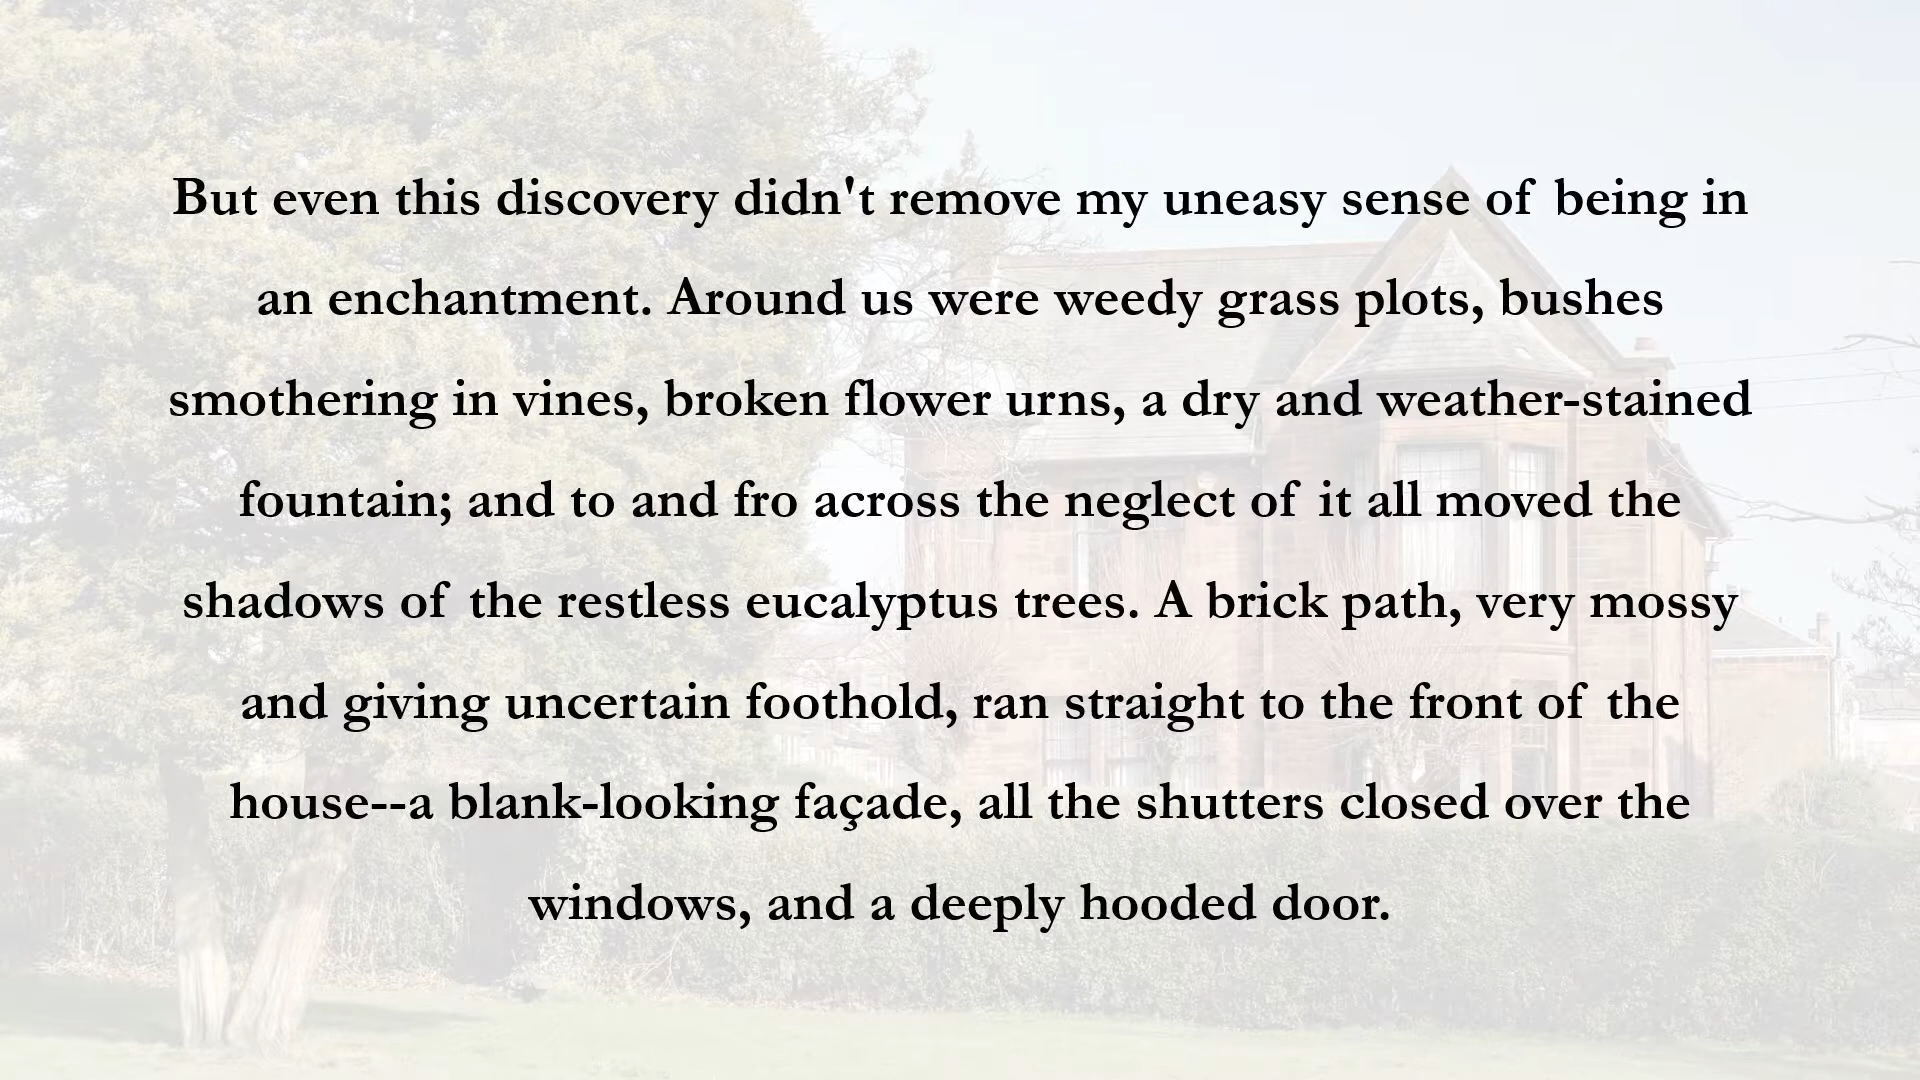 But even this discovery didn't remove my uneasy sense of being in
an enchantment. Around us were weedy grass plots, bushes
smothering in vines, broken flower urns, a dry and weather-stained
fountain; and to and fro across the neglect of it all moved the
shadows of the restless eucalyptus trees. A brick path, very mossy
and giving uncertain foothold, ran straight to the front of the
house--a blank-looking façade, all the shutters closed over the
windows, and a deeply hooded door.